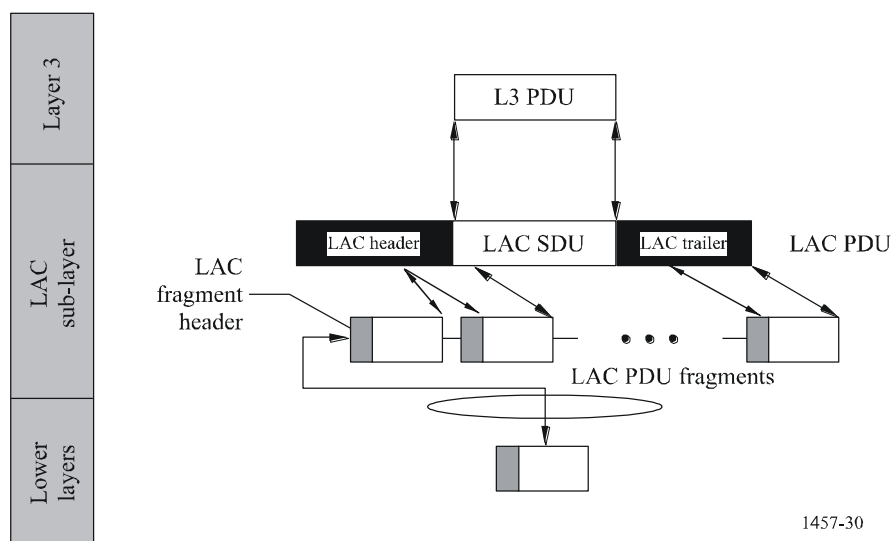 Layer 3
L3 PDU
LAC
sub-layer
LAC header
LAC SDU
LAC trailer
LAC PDU
LAC
fragment
header
LAC PDU fragments
Lower
layers
1457-30